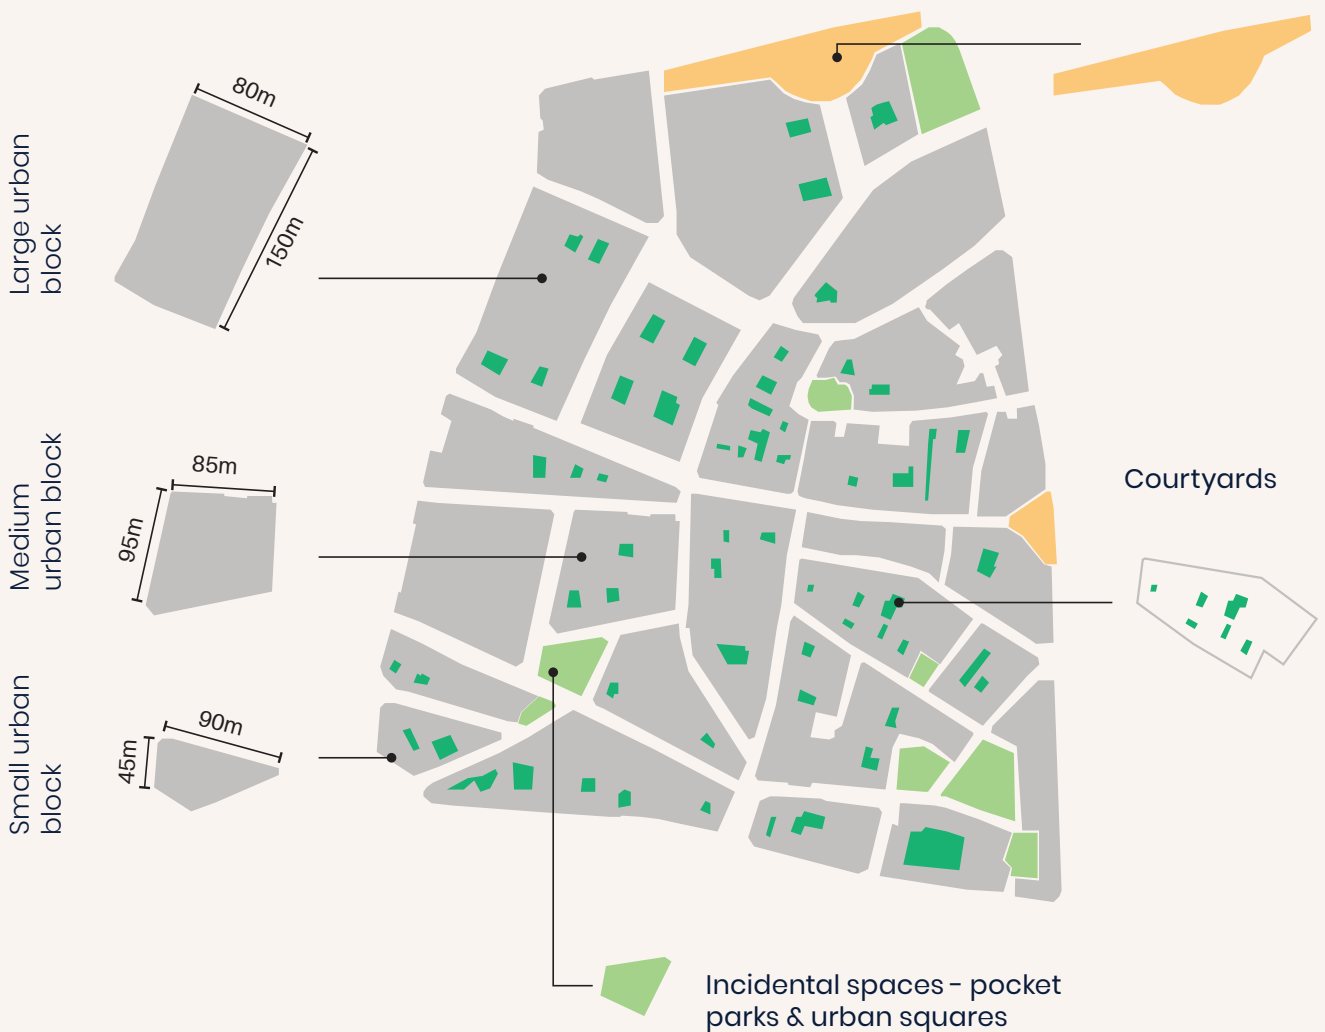 Large urban
block
80m
150m
Medium
urban block
85m
95m
Small urban
block
90m
45m
Courtyards
Incidental spaces - pocket
parks & urban squares